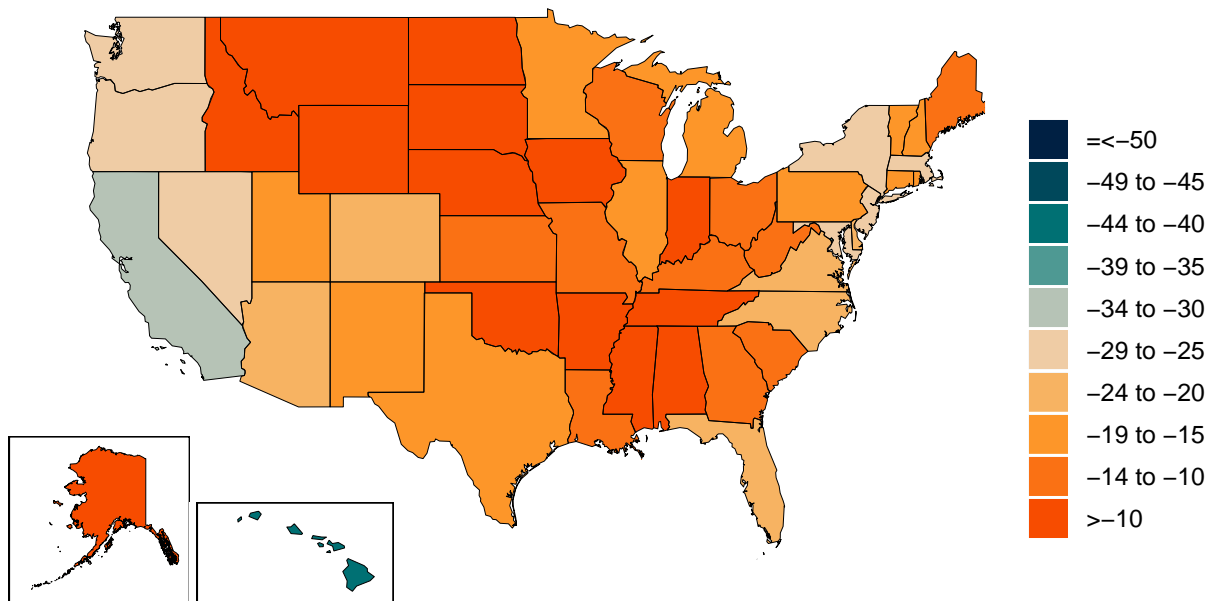 =<−50
−49 to −45
−44 to −40
−39 to −35
−34 to −30
−29 to −25
−24 to −20
−19 to −15
−14 to −10
>−10